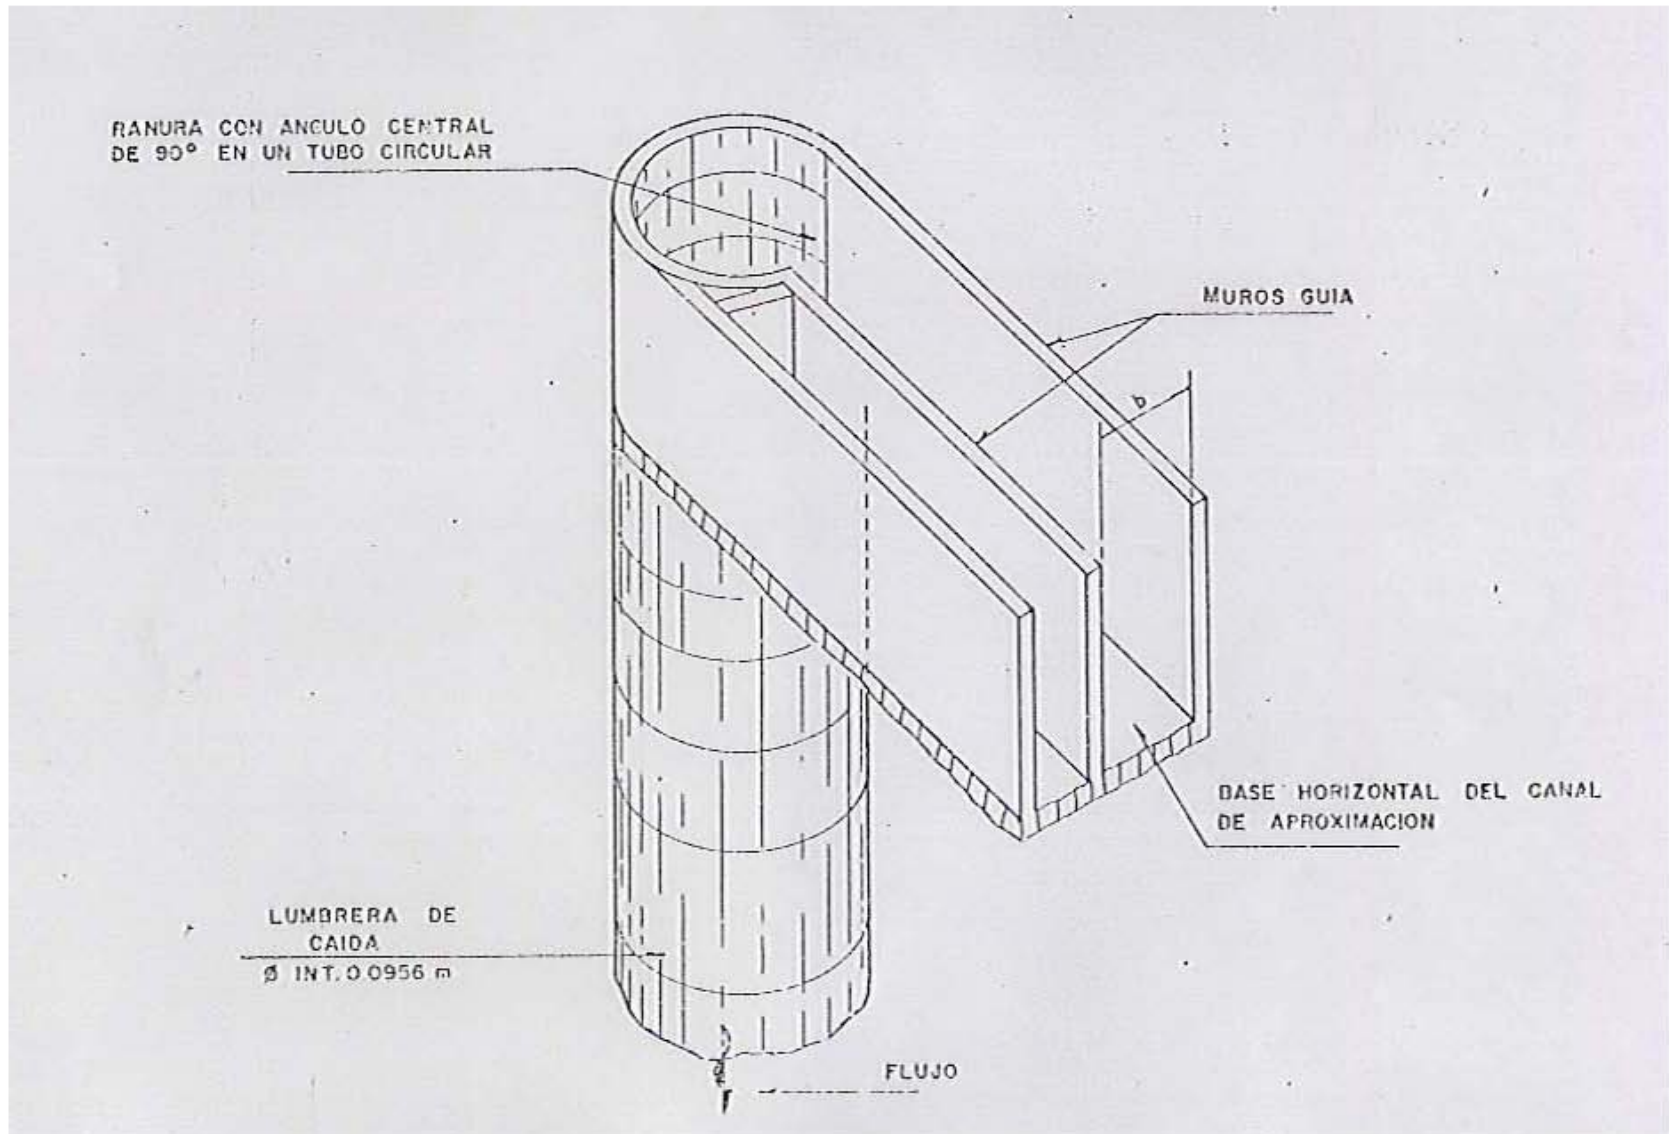 RANURA CON ANGULO CENTRAL
DE 90° EN UN TUBO CIRCULAR
MUROS GUIA
b
BASE HORIZONTAL DEL CANAL
DE APROXIMACION
LUMBRERA DE
CAIDA
Ø INT. 0.0956 m
FLUJO